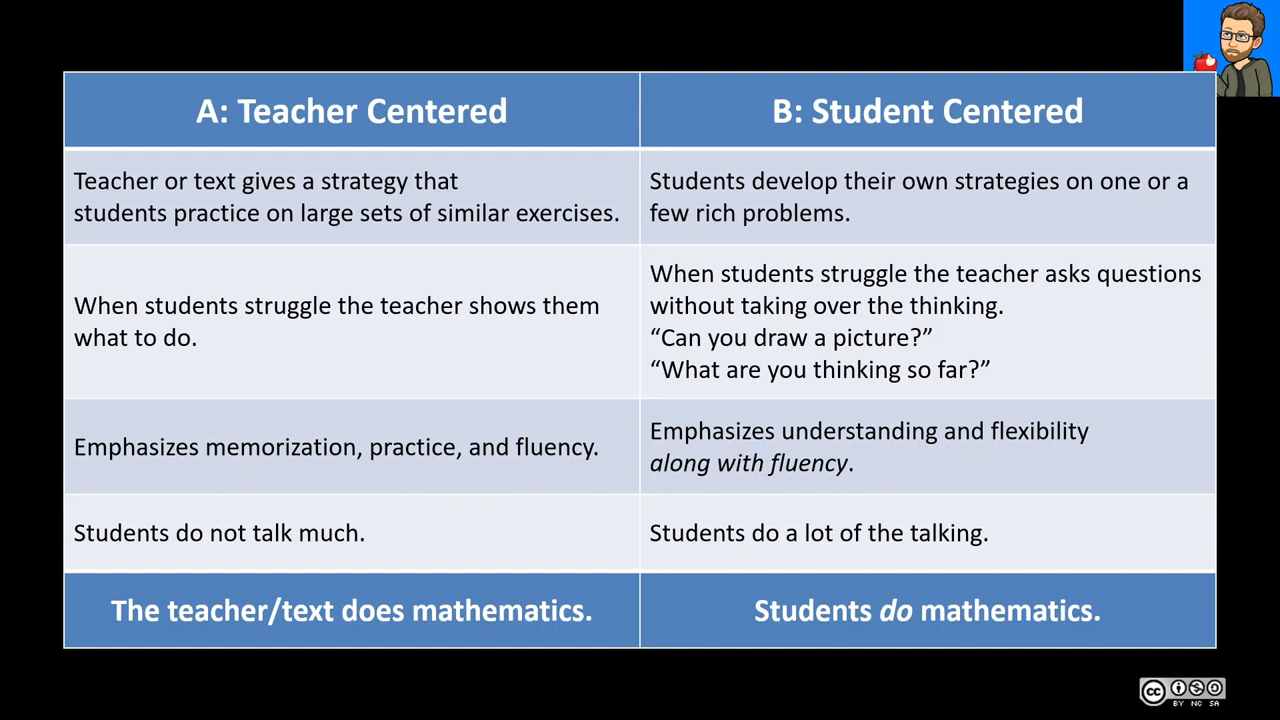 A: Teacher Centered
B: Student Centered
Teacher or text gives a strategy that
students practice on large sets of similar exercises.
Students develop their own strategies on one or a
few rich problems.
When students struggle the teacher shows them
what to do.
When students struggle the teacher asks questions
without taking over the thinking.
“Can you draw a picture?”
“What are you thinking so far?”
Emphasizes memorization, practice, and fluency.
Emphasizes understanding and flexibility
along with fluency.
Students do not talk much.
Students do a lot of the talking.
The teacher/text does mathematics.
Students do mathematics.
cc
BY NC SA